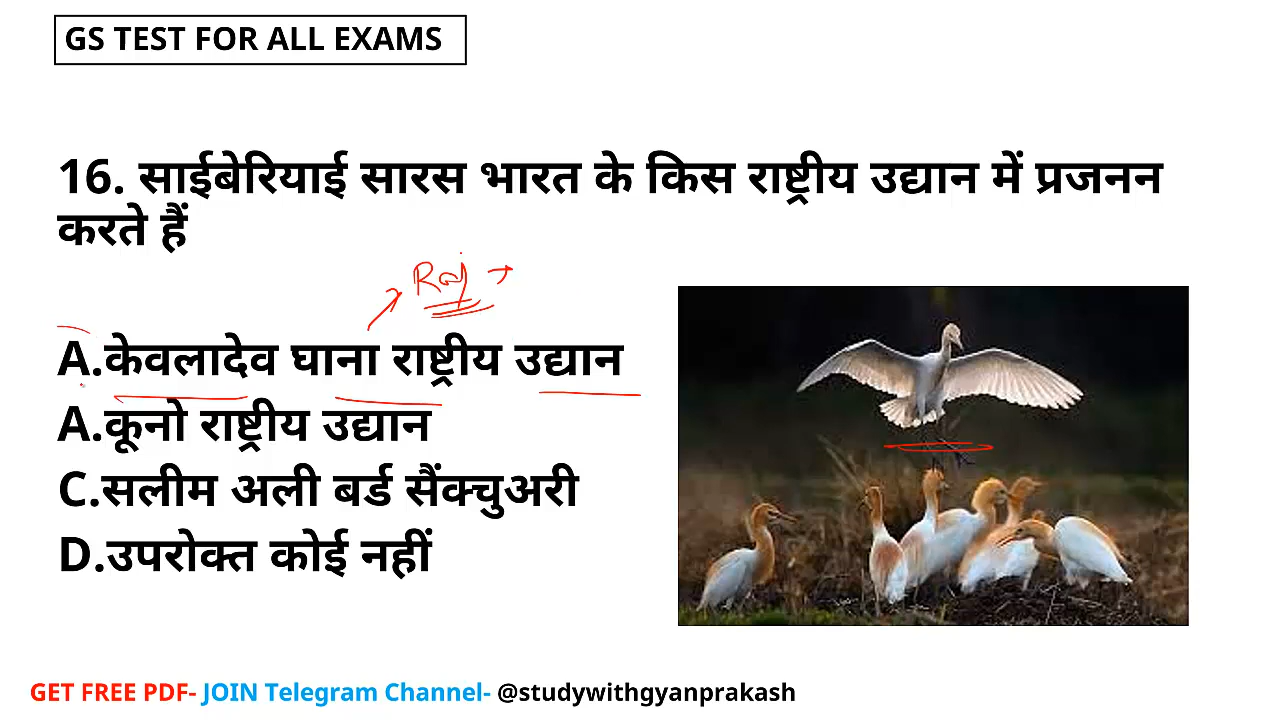 GS TEST FOR ALL EXAMS
16. साईबेरियाई सारस भारत के किस राष्ट्रीय उद्यान में प्रजनन
करते हैं
Raj →
A.केवलादेव घाना राष्ट्रीय उद्यान
A.कूनो राष्ट्रीय उद्यान
C.सलीम अली बर्ड सैंक्चुअरी
D.उपरोक्त कोई नहीं
GET FREE PDF- JOIN Telegram Channel- @studywithgyanprakash